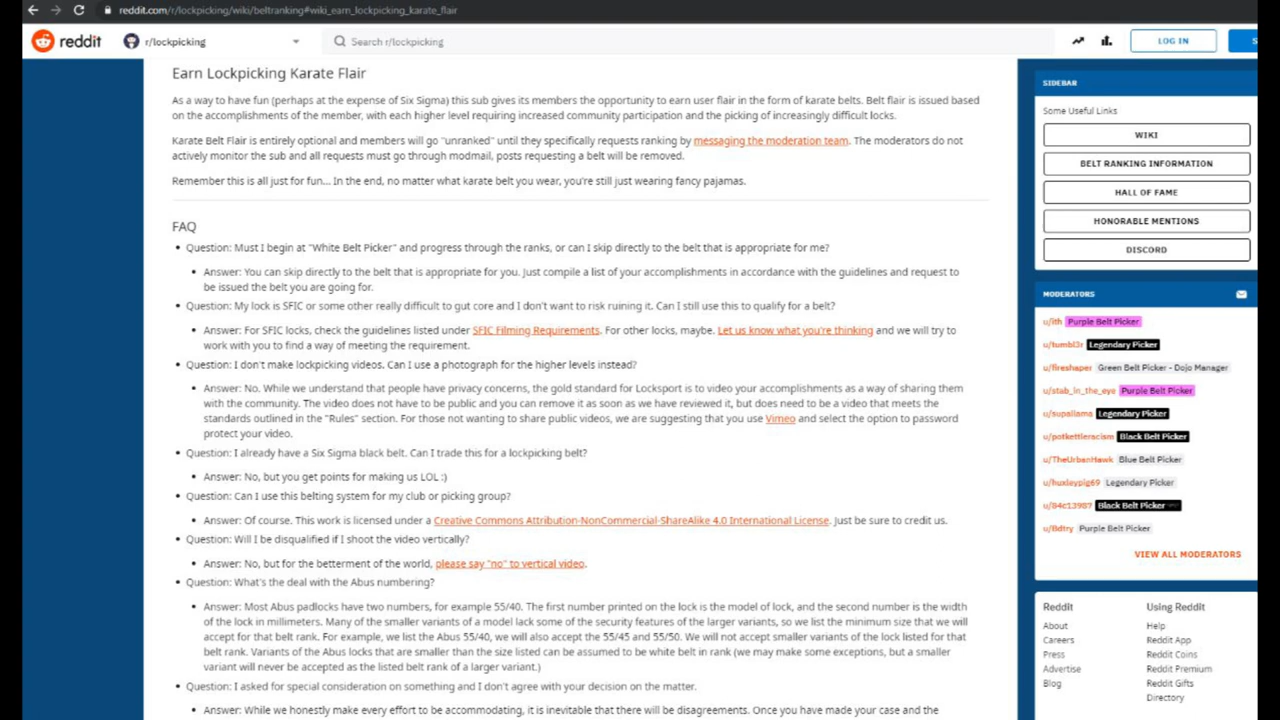 reddit.com/r/lockpicking/wiki/beltranking#wiki_earn_lockpicking_karate_flair
reddit
r/lockpicking
Search r/lockpicking
LOG IN
Earn Lockpicking Karate Flair
As a way to have fun (perhaps at the expense of Six Sigma) this sub gives its members the opportunity to earn user flair in the form of karate belts. Belt flair is issued based
on the accomplishments of the member, with each higher level requiring increased community participation and the picking of increasingly difficult locks.
Karate Belt Flair is entirely optional and members will go "unranked" until they specifically requests ranking by messaging the moderation team. The moderators do not
actively monitor the sub and all requests must go through modmail, posts requesting a belt will be removed.
Remember this is all just for fun... In the end, no matter what karate belt you wear, you're still just wearing fancy pajamas.
FAQ
Question: Must I begin at "White Belt Picker" and progress through the ranks, or can I skip directly to the belt that is appropriate for me?
Answer: You can skip directly to the belt that is appropriate for you. Just compile a list of your accomplishments in accordance with the guidelines and request to
be issued the belt you are going for.
Question: My lock is SFIC or some other really difficult to gut core and I don't want to risk ruining it. Can I still use this to qualify for a belt?
Answer: For SFIC locks, check the guidelines listed under SFIC Filming Requirements. For other locks, maybe. Let us know what you're thinking and we will try to
work with you to find a way of meeting the requirement.
Question: I don't make lockpicking videos. Can I use a photograph for the higher levels instead?
Answer: No. While we understand that people have privacy concerns, the gold standard for Locksport is to video your accomplishments as a way of sharing them
with the community. The video does not have to be public and you can remove it as soon as we have reviewed it, but does need to be a video that meets the
standards outlined in the "Rules" section. For those not wanting to share public videos, we are suggesting that you use Vimeo and select the option to password
protect your video.
Question: I already have a Six Sigma black belt. Can I trade this for a lockpicking belt?
Answer: No, but you get points for making us LOL :)
Question: Can I use this belting system for my club or picking group?
Answer: Of course. This work is licensed under a Creative Commons Attribution-NonCommercial-ShareAlike 4.0 International License. Just be sure to credit us.
Question: Will I be disqualified if I shoot the video vertically?
Answer: No, but for the betterment of the world, please say "no" to vertical video.
Question: What's the deal with the Abus numbering?
Answer: Most Abus padlocks have two numbers, for example 55/40. The first number printed on the lock is the model of lock, and the second number is the width
of the lock in millimeters. Many of the smaller variants of a model lack some of the security features of the larger variants, so we list the minimum size that we will
accept for that belt rank. For example, we list the Abus 55/40, we will also accept the 55/45 and 55/50. We will not accept smaller variants of the lock listed for that
belt rank. Variants of the Abus locks that are smaller than the size listed can be assumed to be white belt in rank (we may make some exceptions, but a smaller
variant will never be accepted as the listed belt rank of a larger variant.)
Question: I asked for special consideration on something and I don't agree with your decision on the matter.
Answer: While we honestly make every effort to be accommodating, it is inevitable that there will be disagreements. Once you have made your case and the
SIDEBAR
Some Useful Links
WIKI
BELT RANKING INFORMATION
HALL OF FAME
HONORABLE MENTIONS
DISCORD
MODERATORS
u/ith Purple Belt Picker
u/tumbl3r Legendary Picker
u/fireshaper Green Belt Picker - Dojo Manager
u/stab_in_the_eye Purple Belt Picker
u/supallama Legendary Picker
u/potkettleracism Black Belt Picker
u/TheUrbanHawk Blue Belt Picker
u/huxleypig69 Legendary Picker
u/84c13987 Black Belt Picker
u/Bdtry Purple Belt Picker
VIEW ALL MODERATORS
Reddit Using Reddit
About Help
Careers Reddit App
Press Reddit Coins
Advertise Reddit Premium
Blog Reddit Gifts
Directory